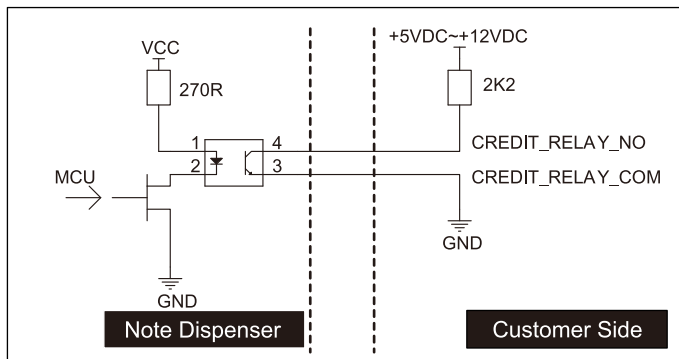 VCC
+5VDC~+12VDC
270R
2K2
1
4
CREDIT_RELAY_NO
2
3
CREDIT_RELAY_COM
MCU
GND
GND
Note Dispenser
Customer Side